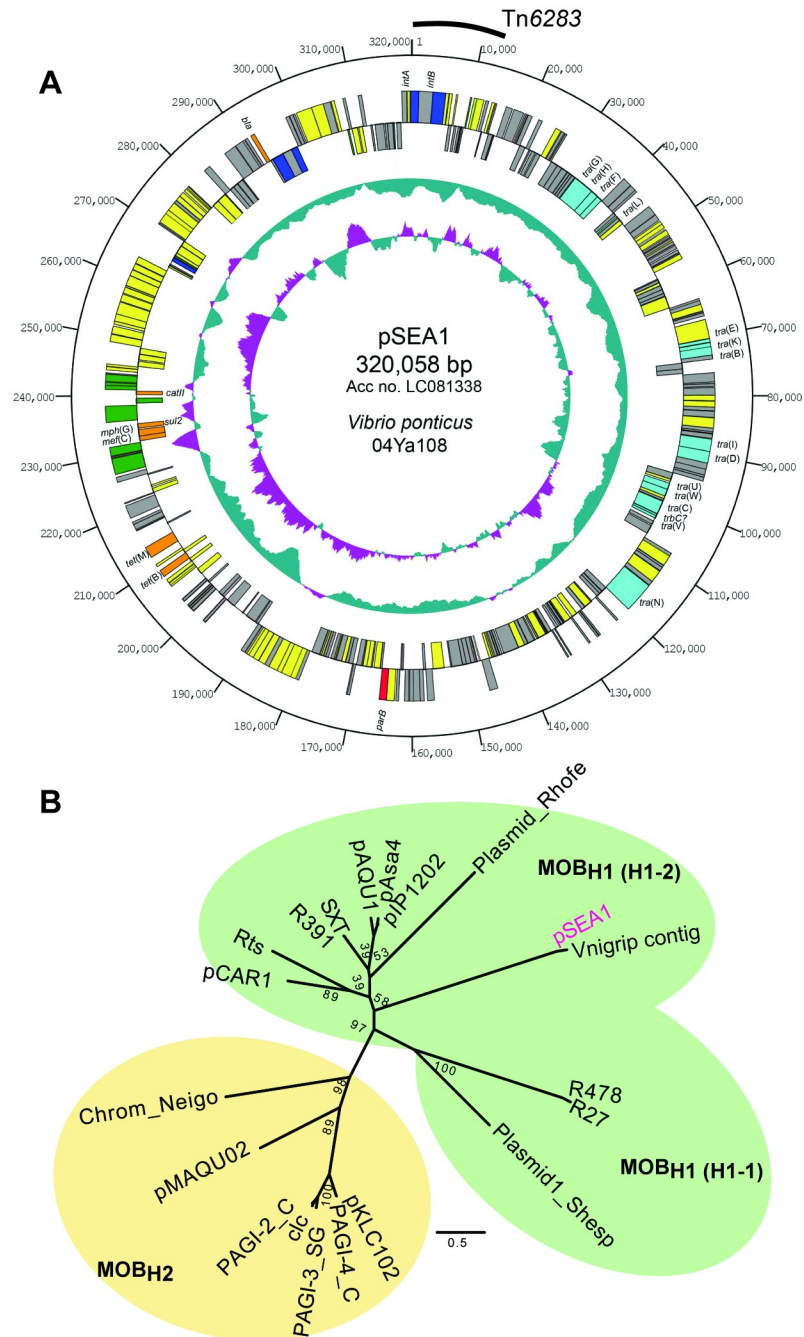 Tn6283
A
320,000
1
10,000
20,000
30,000
40,000
50,000
60,000
70,000
80,000
90,000
100,000
110,000
120,000
130,000
140,000
150,000
160,000
170,000
180,000
190,000
200,000
210,000
220,000
230,000
240,000
250,000
260,000
270,000
280,000
290,000
300,000
310,000
intA
intB
tra(G)
tra(H)
tra(F)
tra(L)
tra(E)
tra(K)
tra(B)
tra(I)
tra(D)
tra(U)
tra(W)
tra(C)
trbC?
tra(V)
tra(N)
parB
tet(B)
tet(M)
mph(G)
mef(C)
sul2
catII
bla
pSEA1
320,058 bp
Acc no. LC081338
Vibrio ponticus
04Ya108
B
MOBH1 (H1-2)
Plasmid_Rhofe
pAQU1
pAsa4
pIP1202
SXT
R391
Rts
pCAR1
pSEA1
Vnigrip contig
39
53
39
58
89
97
100
R478
R27
Plasmid1_Shesp
MOBH1 (H1-1)
98
89
100
Chrom_Neigo
pMAQU02
PAGI-2_C
clc
PAGI-3_SG
PAGI-4_C
pKLC102
MOBH2
0.5